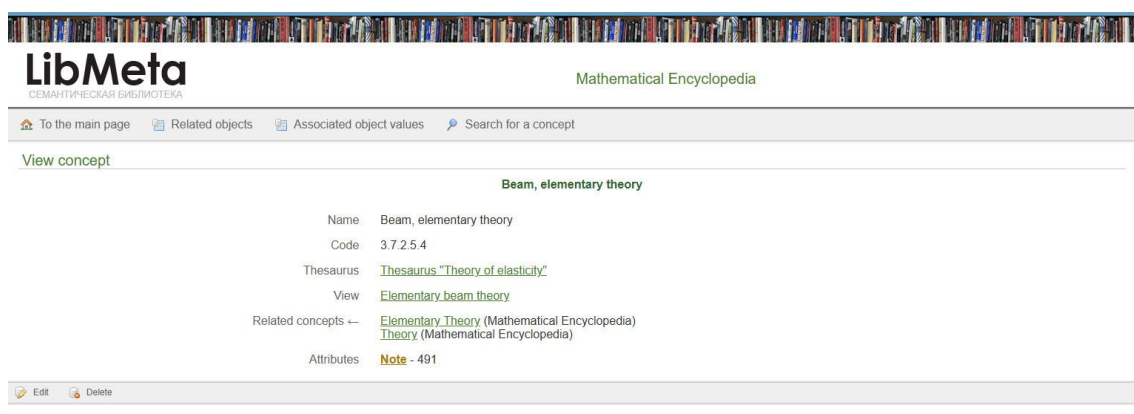 LibMeta
СЕМАНТИЧЕСКАЯ БИБЛИОТЕКА
Mathematical Encyclopedia
To the main page Related objects Associated object values Search for a concept
View concept
Beam, elementary theory
Name Beam, elementary theory
Code 3.7.2.5.4
Thesaurus Thesaurus "Theory of elasticity"
View Elementary beam theory
Related concepts ← Elementary Theory (Mathematical Encyclopedia)
Theory (Mathematical Encyclopedia)
Attributes Note - 491
Edit Delete